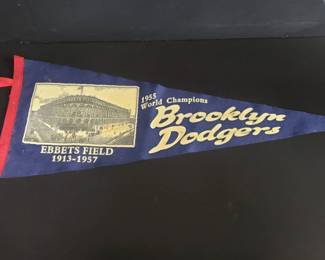 1955
World Champions
Brooklyn
Dodgers
EBBETS FIELD
1913-1957